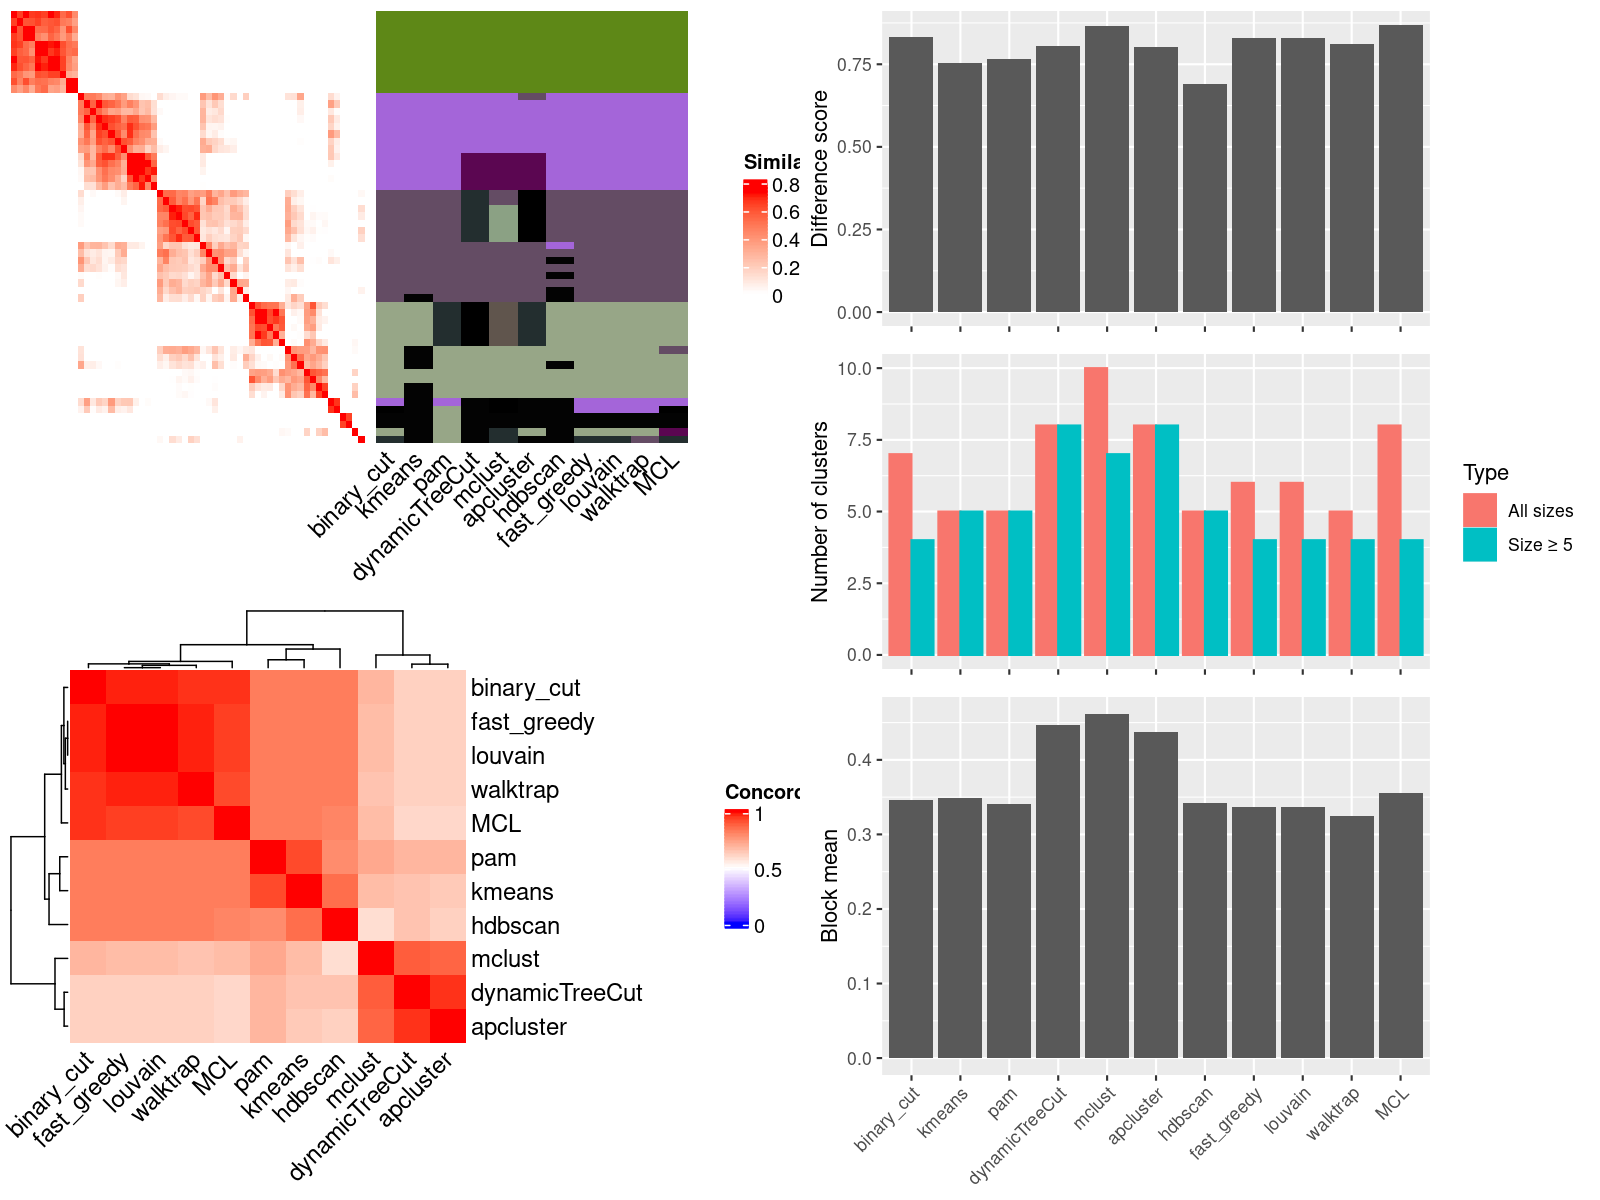 Simila
0.8
0.6
0.4
0.2
0
binary_cut
kmeans
pam
dynamicTreeCut
mclust
apcluster
hdbscan
fast_greedy
louvain
walktrap
MCL
binary_cut
fast_greedy
louvain
walktrap
MCL
pam
kmeans
hdbscan
mclust
dynamicTreeCut
apcluster
binary_cut
fast_greedy
louvain
walktrap
MCL
pam
kmeans
hdbscan
mclust
dynamicTreeCut
apcluster
Concord
1
0.5
0
Difference score
0.75
0.50
0.25
0.00
Number of clusters
10.0
7.5
5.0
2.5
0.0
Type
All sizes
Size ≥ 5
Block mean
0.4
0.3
0.2
0.1
0.0
binary_cut
kmeans
pam
dynamicTreeCut
mclust
apcluster
hdbscan
fast_greedy
louvain
walktrap
MCL